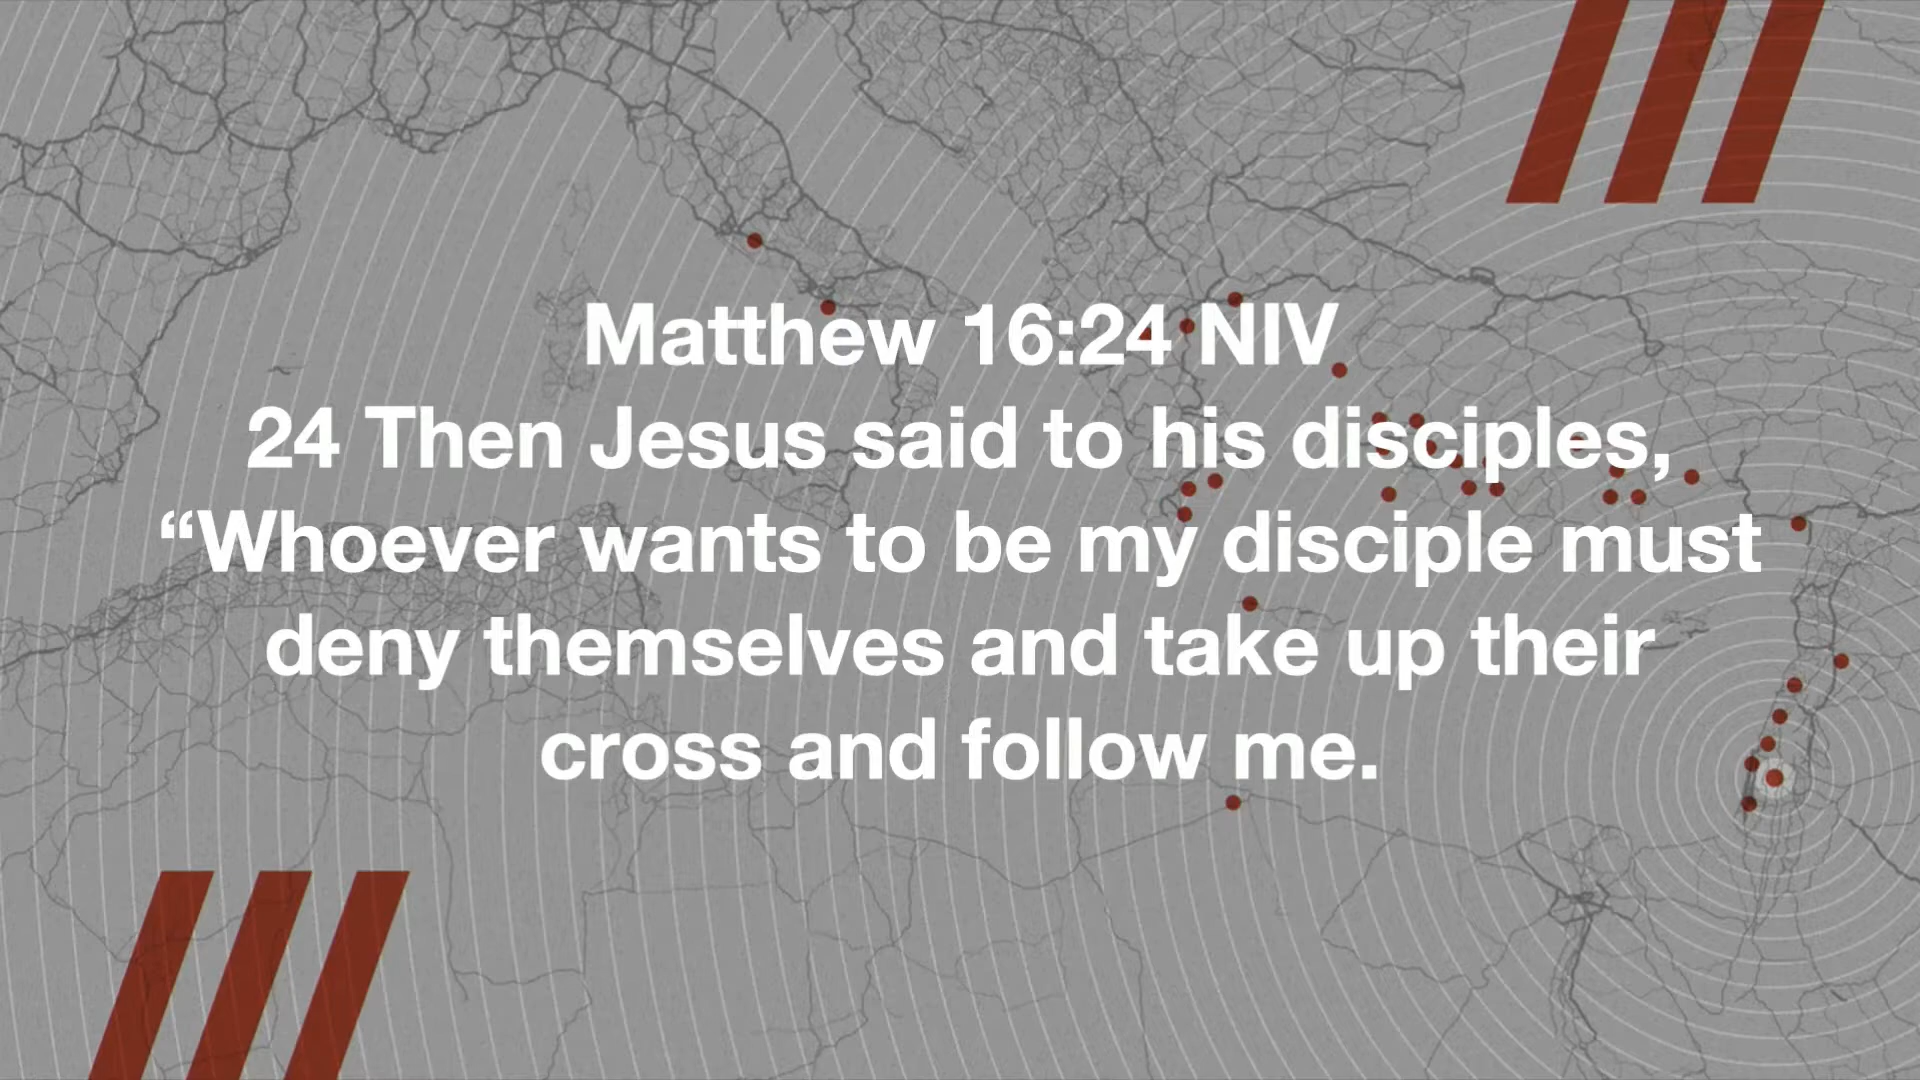 Matthew 16:24 NIV
24 Then Jesus said to his disciples,
“Whoever wants to be my disciple must
deny themselves and take up their
cross and follow me.